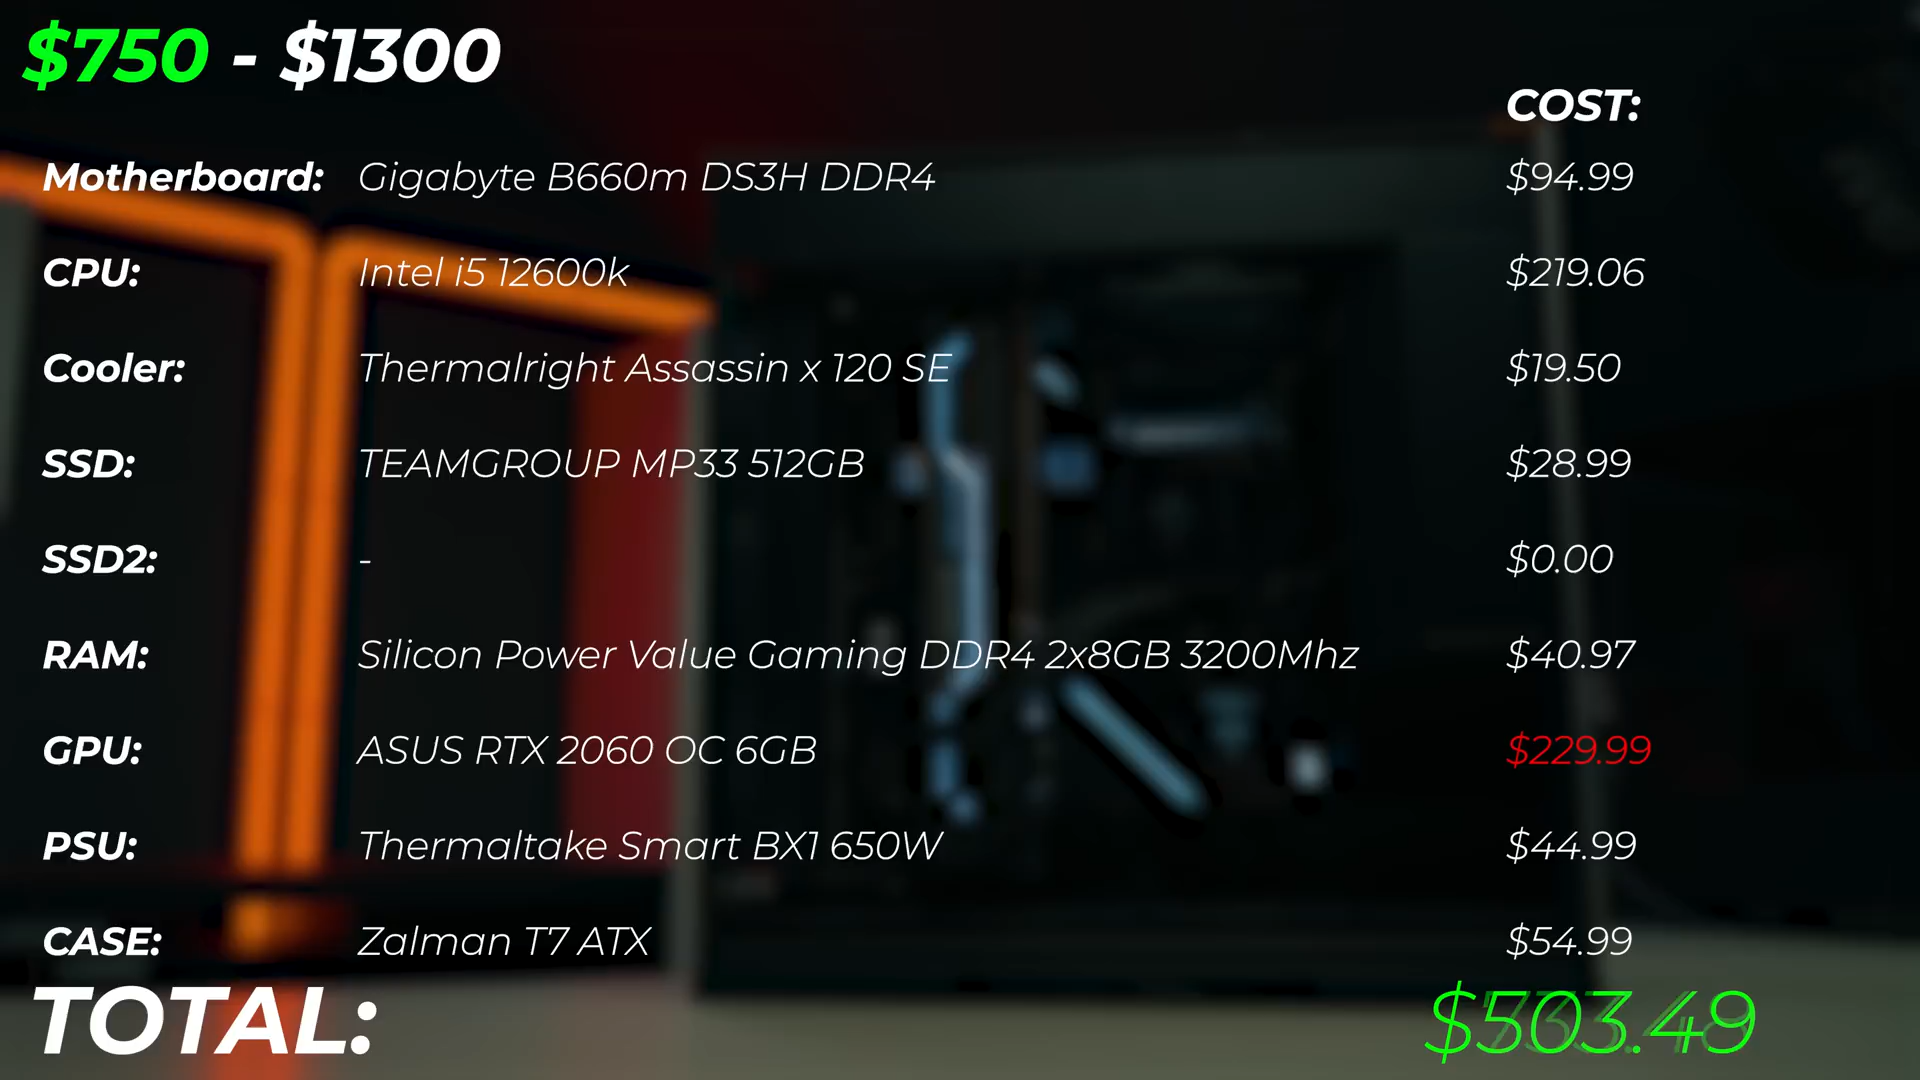 $750 - $1300
COST:
Motherboard: Gigabyte B660m DS3H DDR4 $94.99
CPU: Intel i5 12600k $219.06
Cooler: Thermalright Assassin x 120 SE $19.50
SSD: TEAMGROUP MP33 512GB $28.99
SSD2: - $0.00
RAM: Silicon Power Value Gaming DDR4 2x8GB 3200Mhz $40.97
GPU: ASUS RTX 2060 OC 6GB $229.99
PSU: Thermaltake Smart BX1 650W $44.99
CASE: Zalman T7 ATX $54.99
TOTAL: $503.49